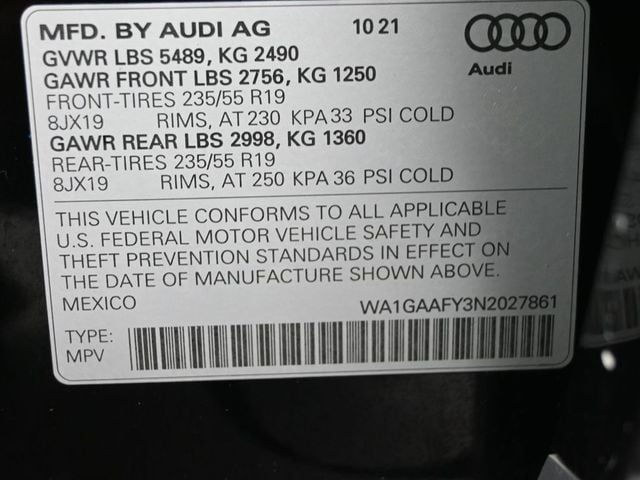 MFD. BY AUDI AG 10 21
GVWR LBS 5489, KG 2490
GAWR FRONT LBS 2756, KG 1250
Audi
FRONT-TIRES 235/55 R19
8JX19 RIMS, AT 230 KPA 33 PSI COLD
GAWR REAR LBS 2998, KG 1360
REAR-TIRES 235/55 R19
8JX19 RIMS, AT 250 KPA 36 PSI COLD
THIS VEHICLE CONFORMS TO ALL APPLICABLE
U.S. FEDERAL MOTOR VEHICLE SAFETY AND
THEFT PREVENTION STANDARDS IN EFFECT ON
THE DATE OF MANUFACTURE SHOWN ABOVE.
MEXICO WA1GAAFY3N2027861
TYPE:
MPV